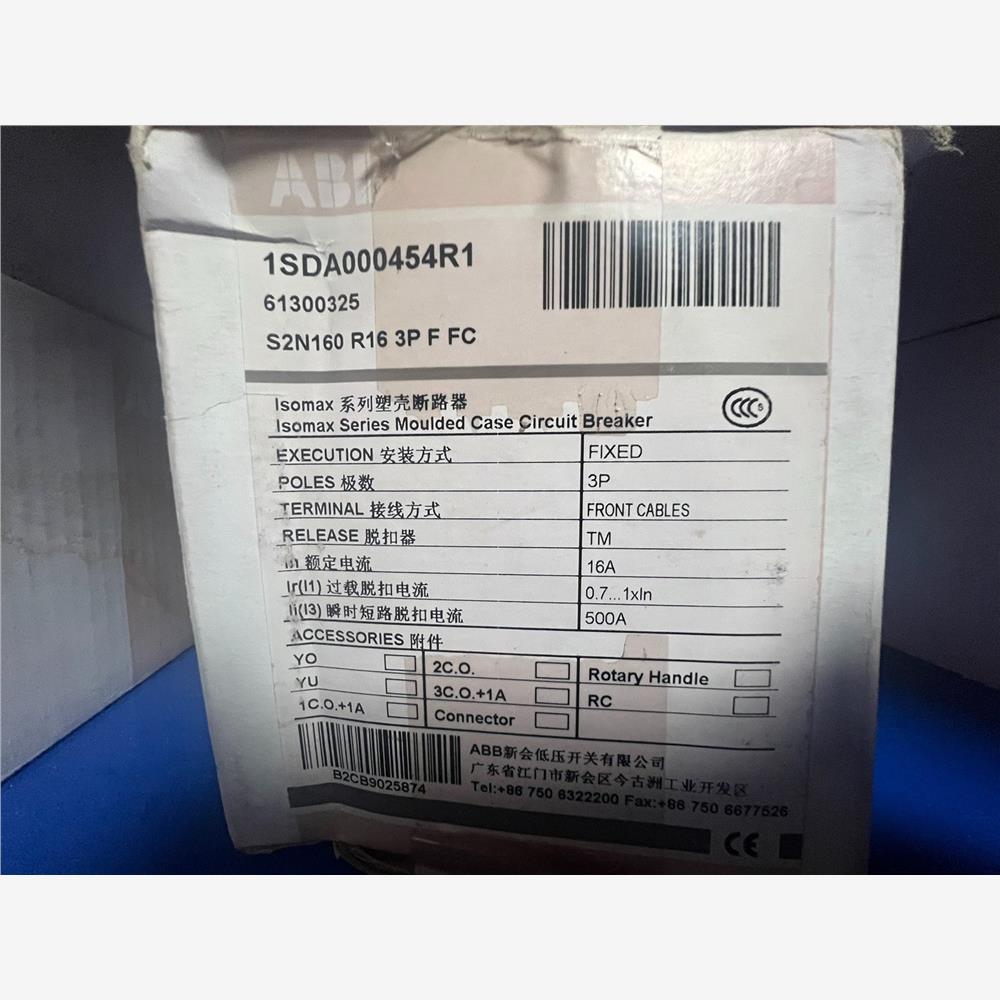 ABB
1SDA000454R1
61300325
S2N160 R16 3P F FC
Isomax 系列塑壳断路器
Isomax Series Moulded Case Circuit Breaker
CCC S
EXECUTION 安装方式 FIXED
POLES 极数 3P
TERMINAL 接线方式 FRONT CABLES
RELEASE 脱扣器 TM
In 额定电流 16A
Ir(I1) 过载脱扣电流 0.7...1xIn
Ii(I3) 瞬时短路脱扣电流 500A
ACCESSORIES 附件
YO 2C.O. Rotary Handle
YU 3C.O.+1A RC
1C.O.+1A Connector
B2CB9025874
ABB新会低压开关有限公司
广东省江门市新会区今古洲工业开发区
Tel:+86 750 6322200 Fax:+86 750 6677526
CE